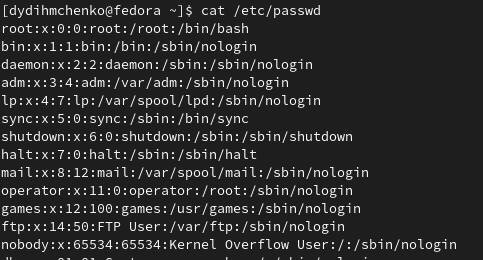 [dydihmchenko@fedora ~]$ cat /etc/passwd
root:x:0:0:root:/root:/bin/bash
bin:x:1:1:bin:/bin:/sbin/nologin
daemon:x:2:2:daemon:/sbin:/sbin/nologin
adm:x:3:4:adm:/var/adm:/sbin/nologin
lp:x:4:7:lp:/var/spool/lpd:/sbin/nologin
sync:x:5:0:sync:/sbin:/bin/sync
shutdown:x:6:0:shutdown:/sbin:/sbin/shutdown
halt:x:7:0:halt:/sbin:/sbin/halt
mail:x:8:12:mail:/var/spool/mail:/sbin/nologin
operator:x:11:0:operator:/root:/sbin/nologin
games:x:12:100:games:/usr/games:/sbin/nologin
ftp:x:14:50:FTP User:/var/ftp:/sbin/nologin
nobody:x:65534:65534:Kernel Overflow User:/:/sbin/nologin